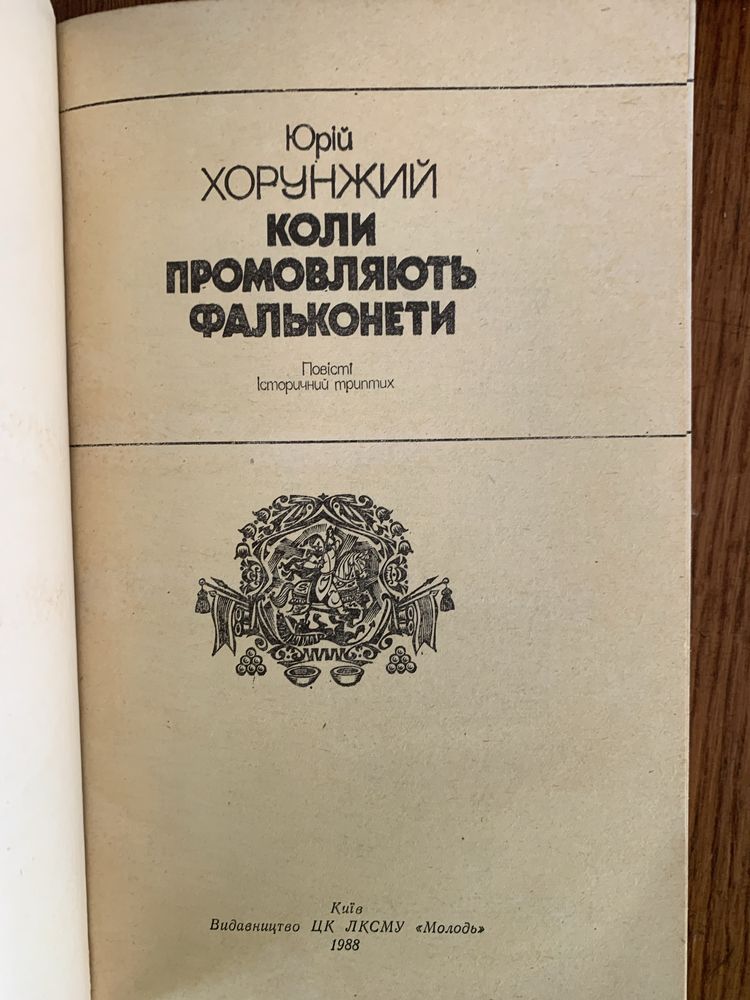 Юрій
ХОРУНЖИЙ
КОЛИ
ПРОМОВЛЯЮТЬ
ФАЛЬКОНЕТИ
Повісті
Історичний триптих
Київ
Видавництво ЦК ЛКСМУ «Молодь»
1988